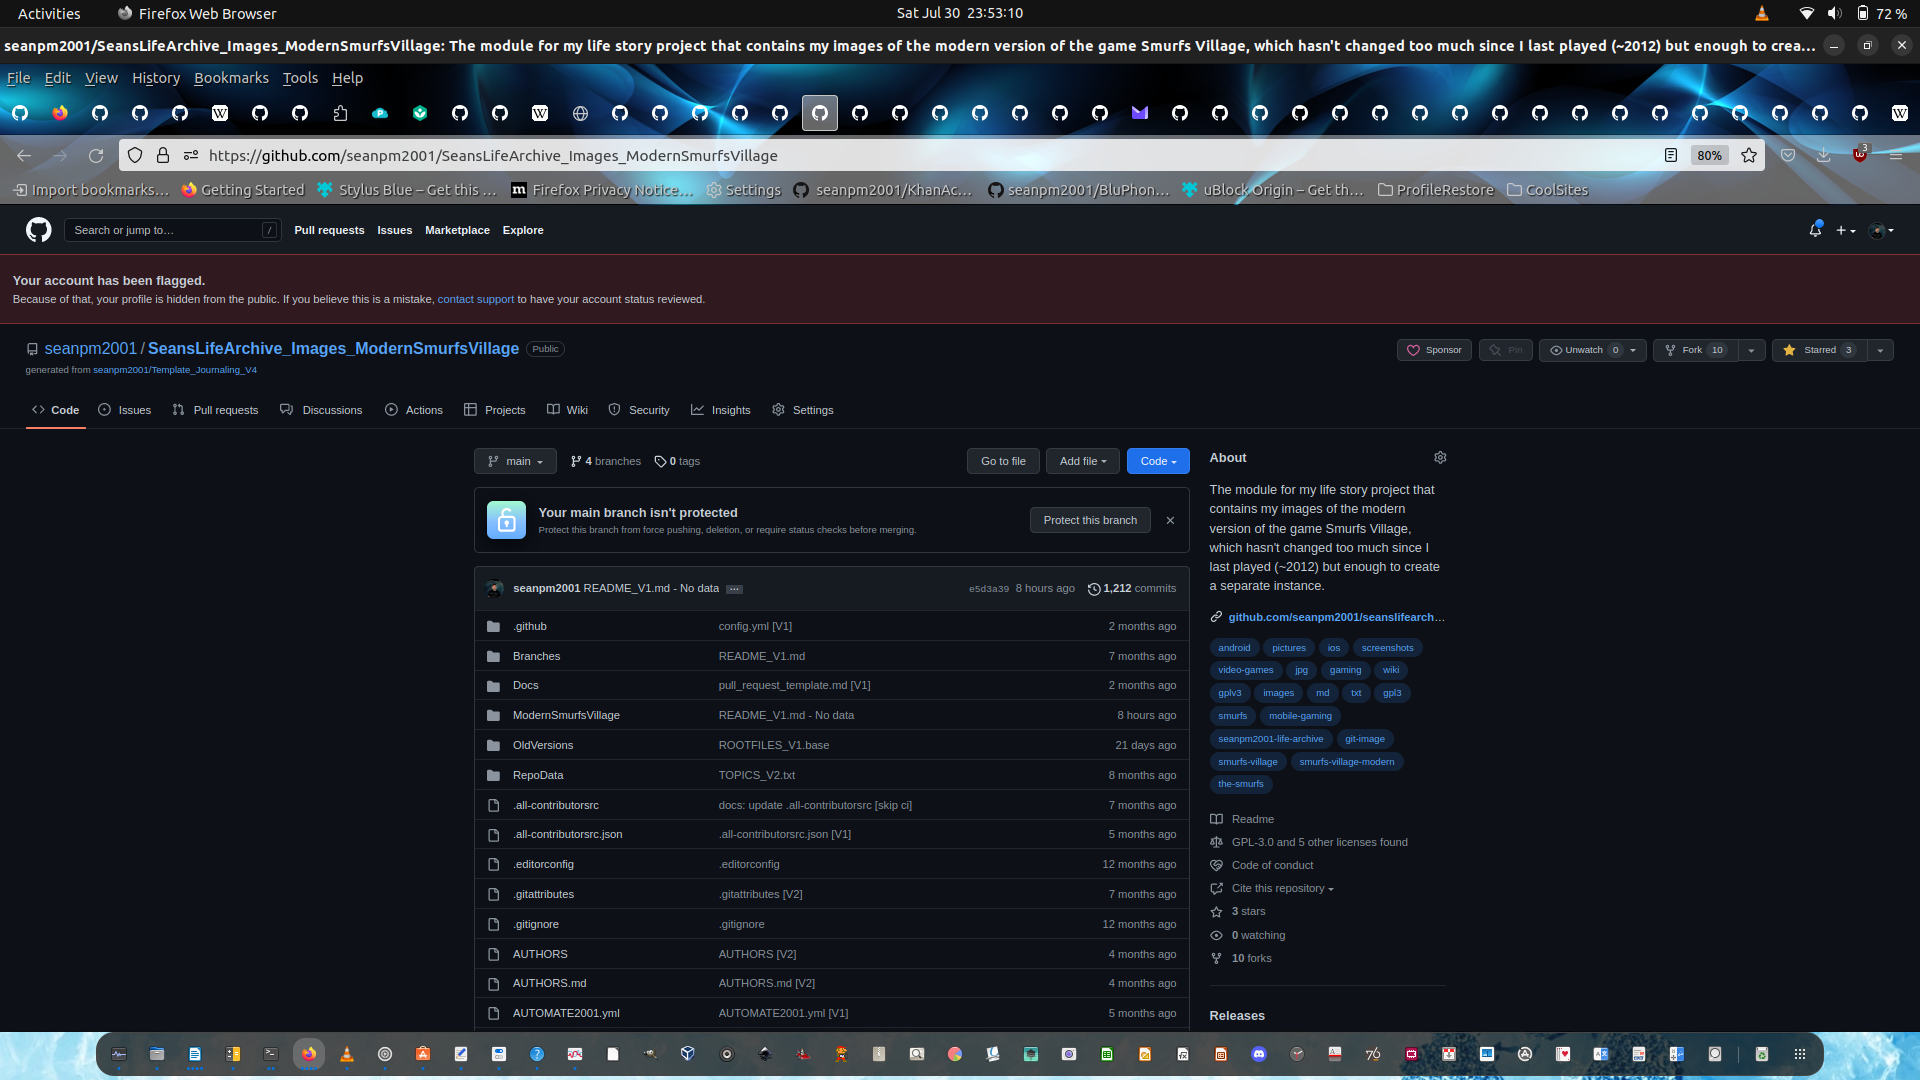 Activities
Firefox Web Browser
Sat Jul 30 23:53:10
72 %
seanpm2001/SeansLifeArchive_Images_ModernSmurfsVillage: The module for my life story project that contains my images of the modern version of the game Smurfs Village, which hasn't changed too much since I last played (~2012) but enough to crea…
File Edit View History Bookmarks Tools Help
https://github.com/seanpm2001/SeansLifeArchive_Images_ModernSmurfsVillage
80%
3
Import bookmarks… Getting Started Stylus Blue – Get this … Firefox Privacy Notice… Settings seanpm2001/KhanAc… seanpm2001/BluPhon… uBlock Origin – Get th… ProfileRestore CoolSites
Search or jump to…
/
Pull requests Issues Marketplace Explore
Your account has been flagged.
Because of that, your profile is hidden from the public. If you believe this is a mistake, contact support to have your account status reviewed.
seanpm2001 / SeansLifeArchive_Images_ModernSmurfsVillage Public
Sponsor
Pin
Unwatch 0
Fork 10
Starred 3
generated from seanpm2001/Template_Journaling_V4
Code Issues Pull requests Discussions Actions Projects Wiki Security Insights Settings
main
4 branches
0 tags
Go to file
Add file
Code
Your main branch isn't protected
Protect this branch from force pushing, deletion, or require status checks before merging.
Protect this branch
seanpm2001 README_V1.md - No data … e5d3a39 8 hours ago 1,212 commits
.github config.yml [V1] 2 months ago
Branches README_V1.md 7 months ago
Docs pull_request_template.md [V1] 2 months ago
ModernSmurfsVillage README_V1.md - No data 8 hours ago
OldVersions ROOTFILES_V1.base 21 days ago
RepoData TOPICS_V2.txt 8 months ago
.all-contributorsrc docs: update .all-contributorsrc [skip ci] 7 months ago
.all-contributorsrc.json .all-contributorsrc.json [V1] 5 months ago
.editorconfig .editorconfig 12 months ago
.gitattributes .gitattributes [V2] 7 months ago
.gitignore .gitignore 12 months ago
AUTHORS AUTHORS [V2] 4 months ago
AUTHORS.md AUTHORS.md [V2] 4 months ago
AUTOMATE2001.yml AUTOMATE2001.yml [V1] 5 months ago
About
The module for my life story project that
contains my images of the modern
version of the game Smurfs Village,
which hasn't changed too much since I
last played (~2012) but enough to create
a separate instance.
github.com/seanpm2001/seanslifearch…
android pictures ios screenshots
video-games jpg gaming wiki
gplv3 images md txt gpl3
smurfs mobile-gaming
seanpm2001-life-archive git-image
smurfs-village smurfs-village-modern
the-smurfs
Readme
GPL-3.0 and 5 other licenses found
Code of conduct
Cite this repository
3 stars
0 watching
10 forks
Releases